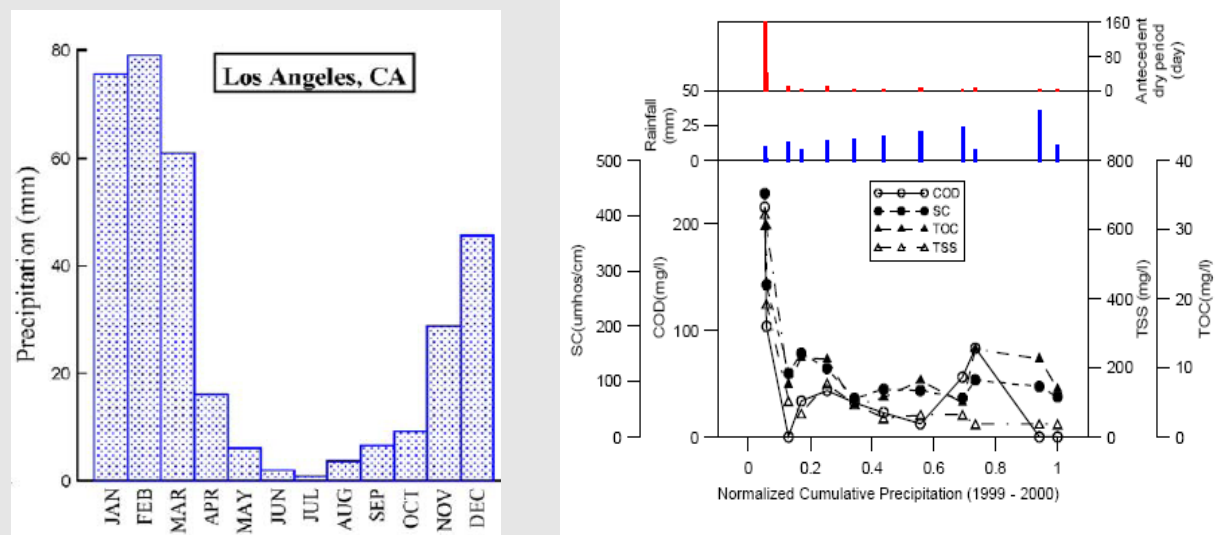 Los Angeles, CA
Precipitation (mm)
80
60
40
20
0
JAN
FEB
MAR
APR
MAY
JUN
JUL
AUG
SEP
OCT
NOV
DEC
160
80
0
Antecedent
dry period
(day)
50
25
0
Rainfall
(mm)
500
400
300
200
100
0
SC(umhos/cm)
200
100
0
COD(mg/l)
COD
SC
TOC
TSS
800
600
400
200
0
TSS (mg/l)
40
30
20
10
0
TOC(mg/l)
0
0.2
0.4
0.6
0.8
1
Normalized Cumulative Precipitation (1999 - 2000)